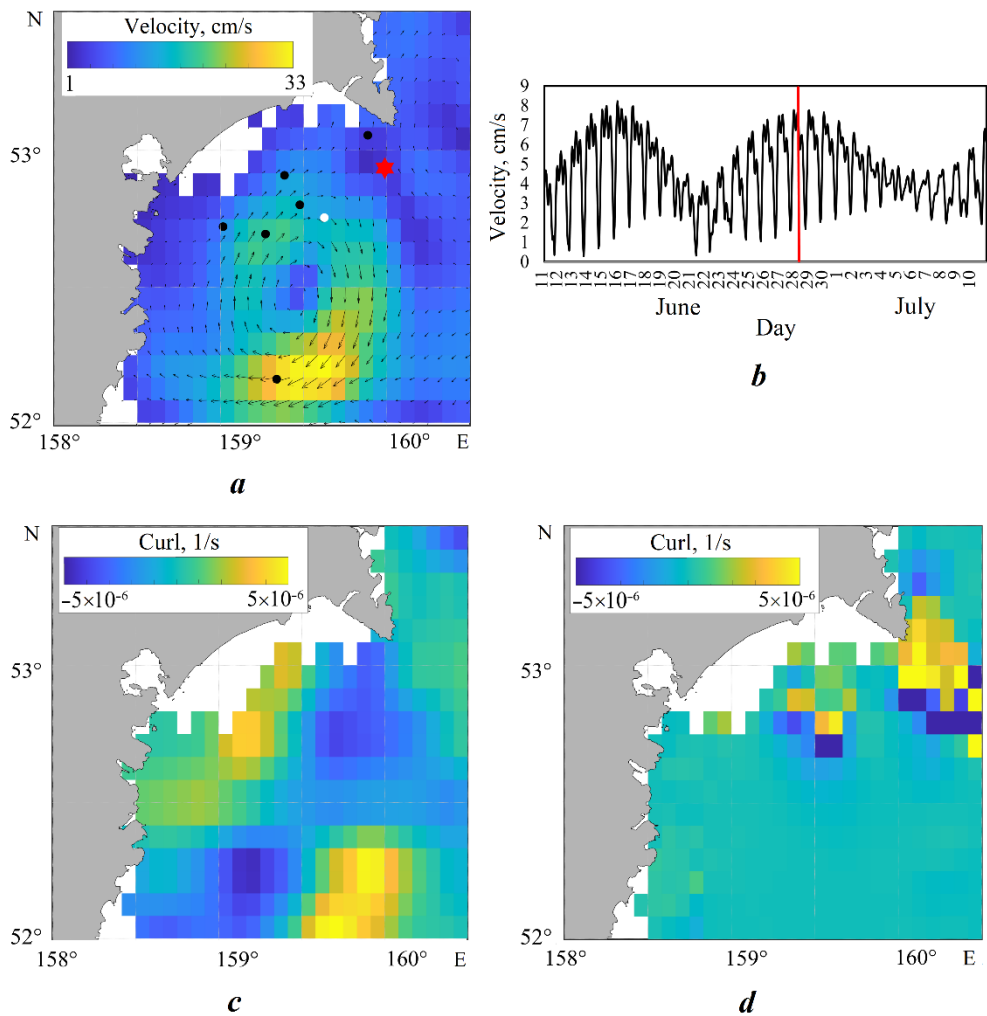 N
Velocity, cm/s
1 33
53°
52°
158° 159° 160° E
a
Velocity, cm/s
9
8
7
6
5
4
3
2
1
0
11 12 13 14 15 16 17 18 19 20 21 22 23 24 25 26 27 28 29 30 1 2 3 4 5 6 7 8 9 10
June July
Day
b
N
Curl, 1/s
−5×10⁻⁶ 5×10⁻⁶
53°
52°
158° 159° 160° E
c
N
Curl, 1/s
−5×10⁻⁶ 5×10⁻⁶
53°
52°
158° 159° 160° E
d